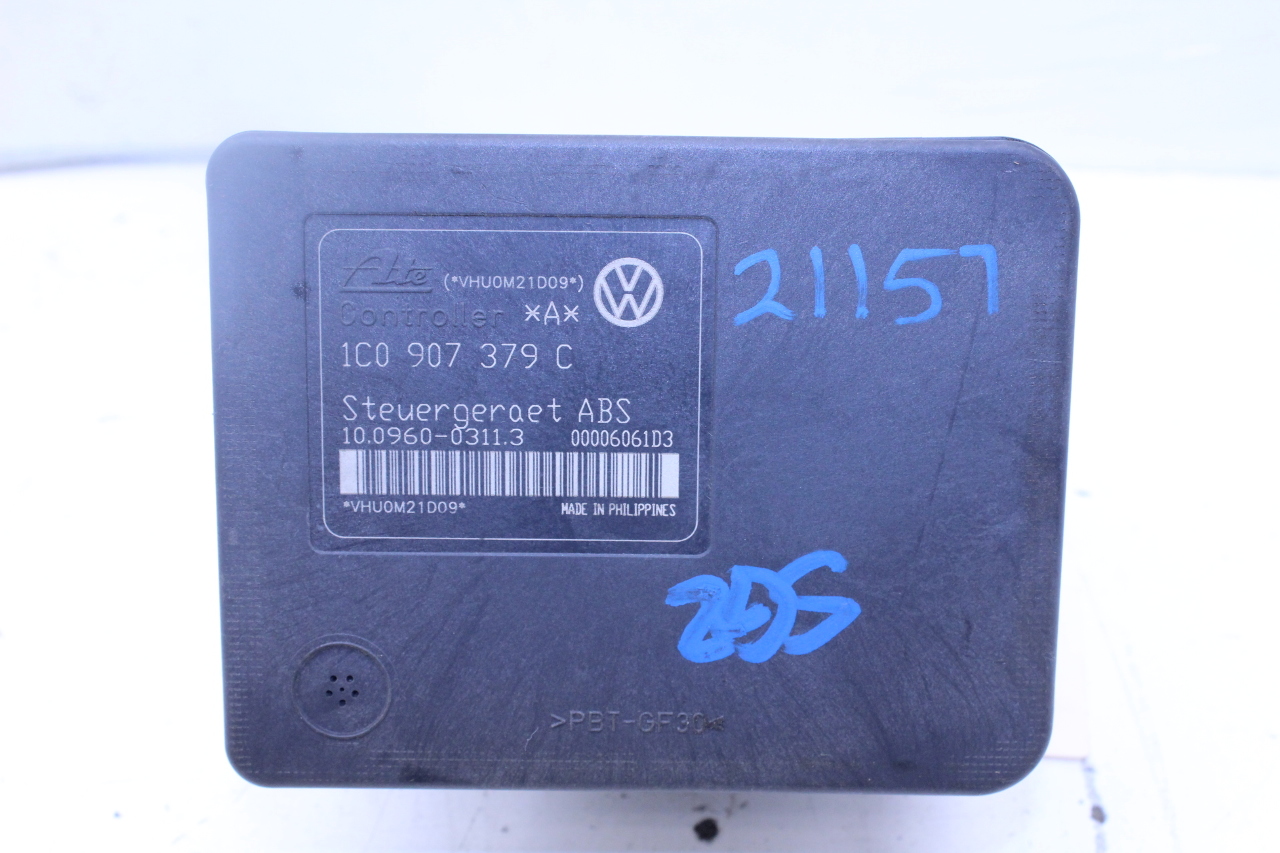 Ate (*VHU0M21D09*)
Controller *A*
1C0 907 379 C
Steuergeraet ABS
10.0960-0311.3 00006061D3
*VHU0M21D09* MADE IN PHILIPPINES
21157
>PBT-GF30<